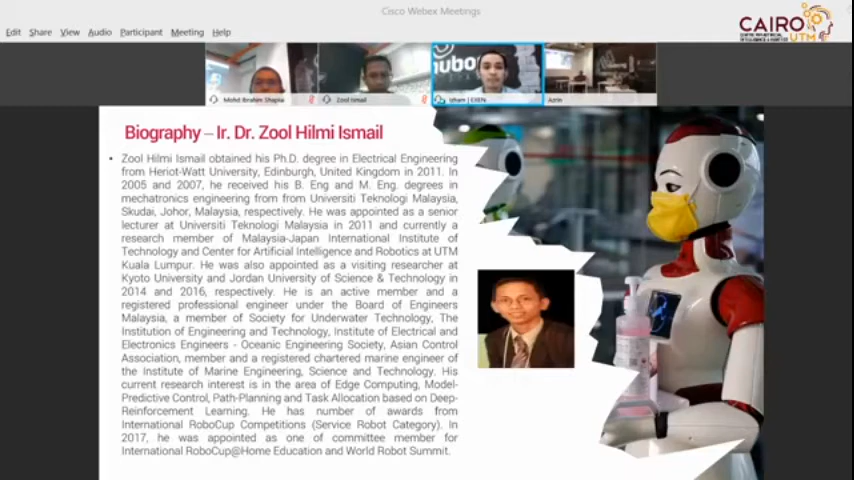 Cisco Webex Meetings
Edit Share View Audio Participant Meeting Help
CAIRO
UTM
nubo
Mohd Ibrahim Shapiai
Zool Ismail
Izham | EXEN
Azrin
Biography – Ir. Dr. Zool Hilmi Ismail
• Zool Hilmi Ismail obtained his Ph.D. degree in Electrical Engineering
from Heriot-Watt University, Edinburgh, United Kingdom in 2011. In
2005 and 2007, he received his B. Eng and M. Eng. degrees in
mechatronics engineering from from Universiti Teknologi Malaysia,
Skudai, Johor, Malaysia, respectively. He was appointed as a senior
lecturer at Universiti Teknologi Malaysia in 2011 and currently a
research member of Malaysia-Japan International Institute of
Technology and Center for Artificial Intelligence and Robotics at UTM
Kuala Lumpur. He was also appointed as a visiting researcher at
Kyoto University and Jordan University of Science & Technology in
2014 and 2016, respectively. He is an active member and a
registered professional engineer under the Board of Engineers
Malaysia, a member of Society for Underwater Technology, The
Institution of Engineering and Technology, Institute of Electrical and
Electronics Engineers - Oceanic Engineering Society, Asian Control
Association, member and a registered chartered marine engineer of
the Institute of Marine Engineering, Science and Technology. His
current research interest is in the area of Edge Computing, Model-
Predictive Control, Path-Planning and Task Allocation based on Deep-
Reinforcement Learning. He has number of awards from
International RoboCup Competitions (Service Robot Category). In
2017, he was appointed as one of committee member for
International RoboCup@Home Education and World Robot Summit.